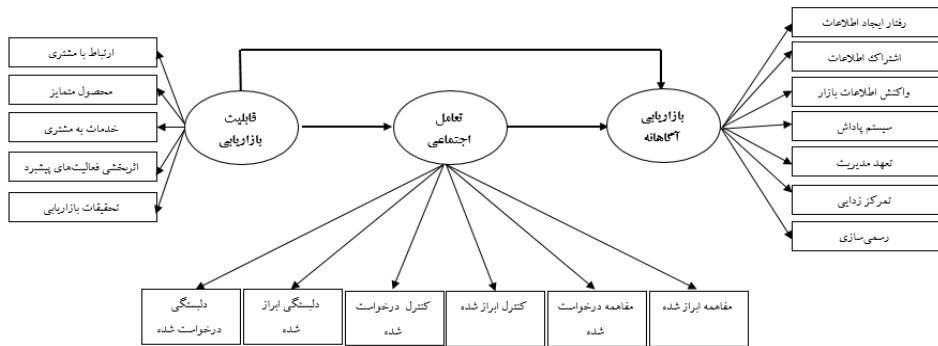 رفتار ایجاد اطلاعات
اشتراک اطلاعات
واکنش اطلاعات بازار
سیستم پاداش
تعهد مدیریت
تمرکز زدایی
رسمی‌سازی
بازاریابی
آگاهانه
تعامل
اجتماعی
قابلیت
بازاریابی
ارتباط با مشتری
محصول متمایز
خدمات به مشتری
اثربخشی فعالیت‌های پیشبرد
تحقیقات بازاریابی
مفاهمه ابراز شده
مفاهمه درخواست
شده
کنترل ابراز شده
کنترل درخواست
شده
دلبستگی ابراز
شده
دلبستگی
درخواست شده